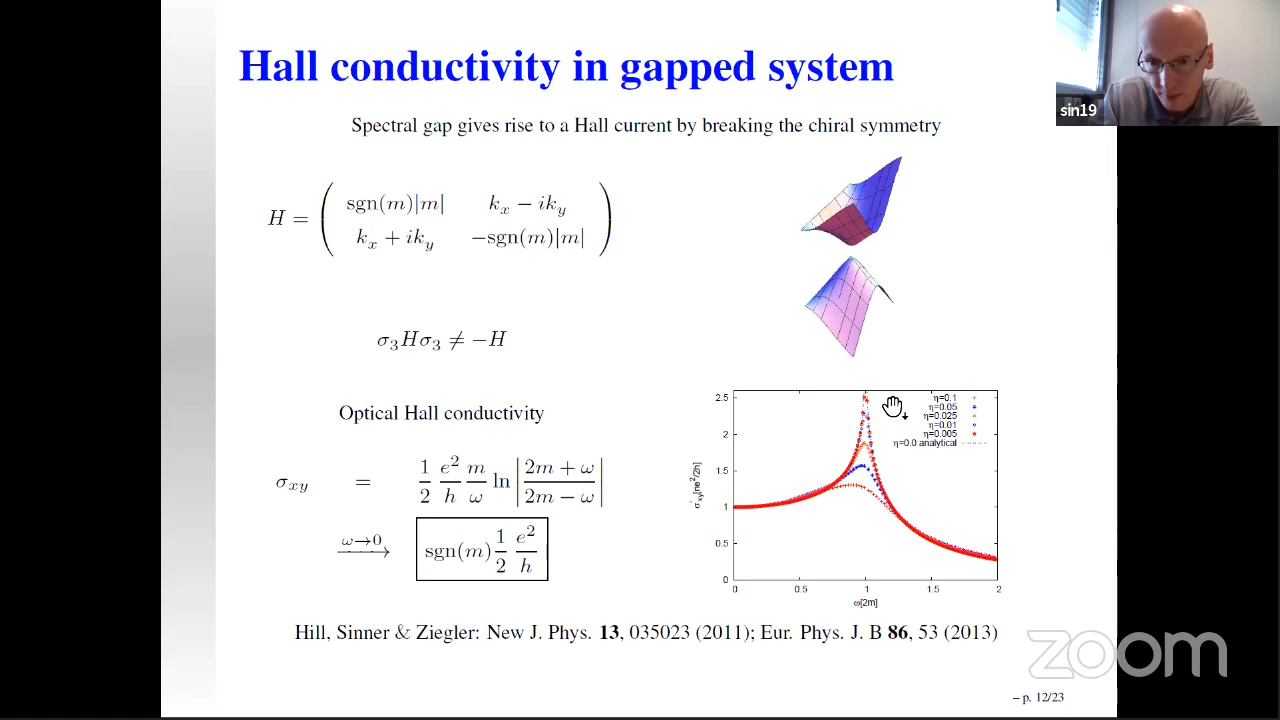 Hall conductivity in gapped system
sin19
Spectral gap gives rise to a Hall current by breaking the chiral symmetry
H = ( sgn(m)|m| k_x − ik_y
k_x + ik_y −sgn(m)|m| )
σ_3Hσ_3 ≠ −H
Optical Hall conductivity
σ_xy = 1/2 e²/h m/ω ln |2m + ω / 2m − ω|
ω→0 → sgn(m) 1/2 e²/h
2.5
2
1.5
1
0.5
0
σ'_xy[ne²/2h]
η=0.1
η=0.05
η=0.025
η=0.01
η=0.005
η=0.0 analytical
0 0.5 1 1.5 2
ω[2m]
Hill, Sinner & Ziegler: New J. Phys. 13, 035023 (2011); Eur. Phys. J. B 86, 53 (2013)
zoom
– p. 12/23